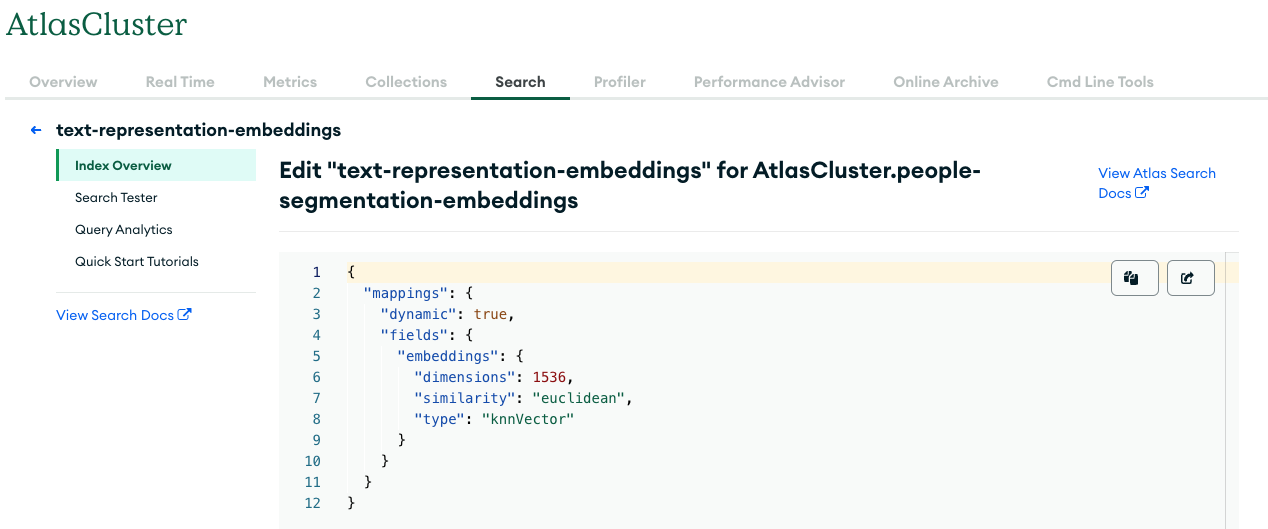 AtlasCluster
Overview Real Time Metrics Collections Search Profiler Performance Advisor Online Archive Cmd Line Tools
text-representation-embeddings
Index Overview
Search Tester
Query Analytics
Quick Start Tutorials
View Search Docs
Edit "text-representation-embeddings" for AtlasCluster.people-
segmentation-embeddings
View Atlas Search
Docs
1 {
2 "mappings": {
3 "dynamic": true,
4 "fields": {
5 "embeddings": {
6 "dimensions": 1536,
7 "similarity": "euclidean",
8 "type": "knnVector"
9 }
10 }
11 }
12 }